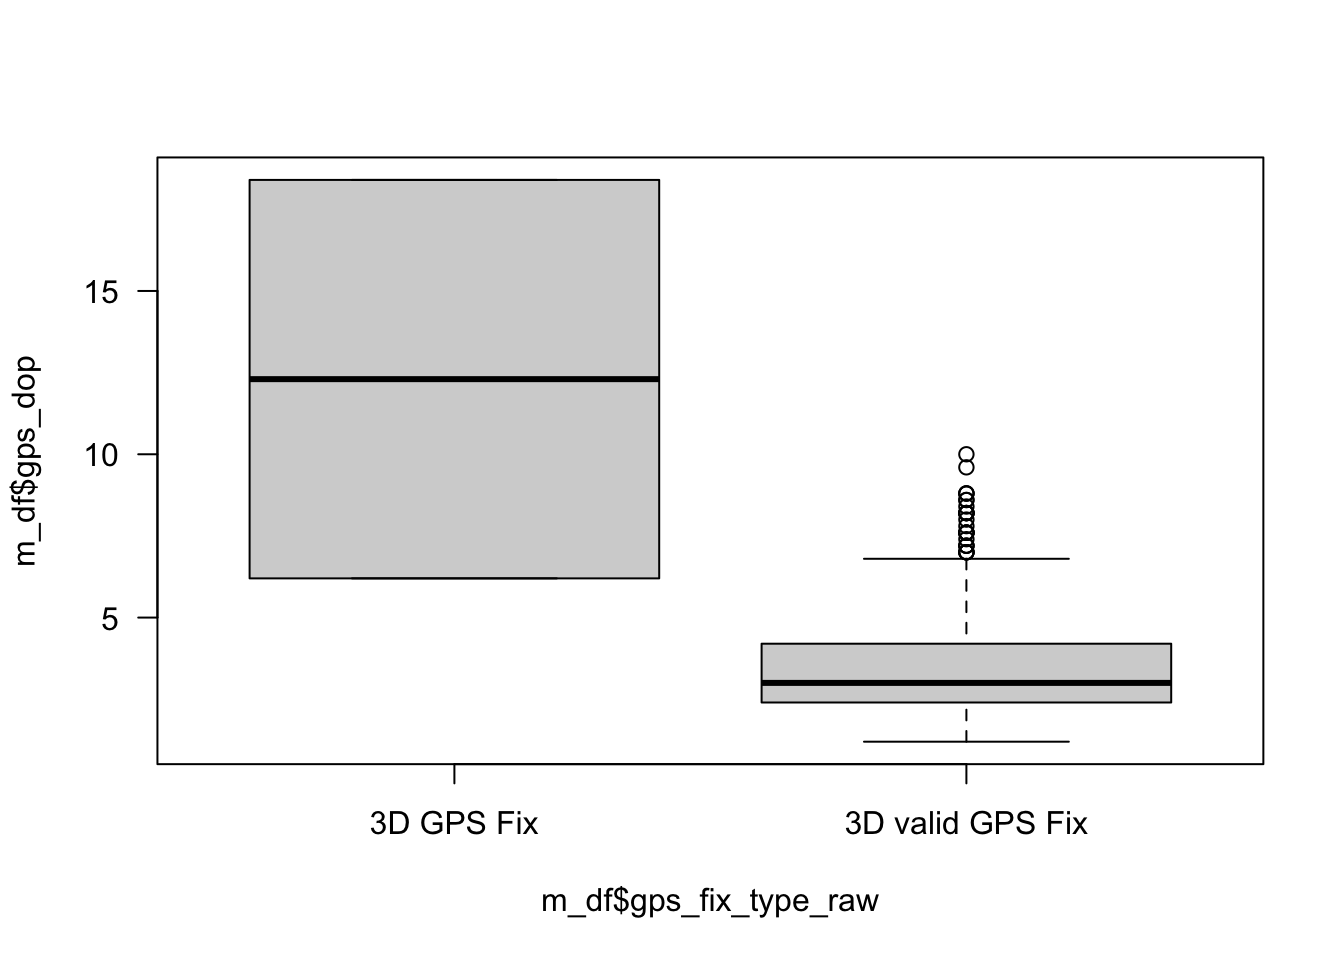 m_df$gps_dop
15
10
5
3D GPS Fix
3D valid GPS Fix
m_df$gps_fix_type_raw